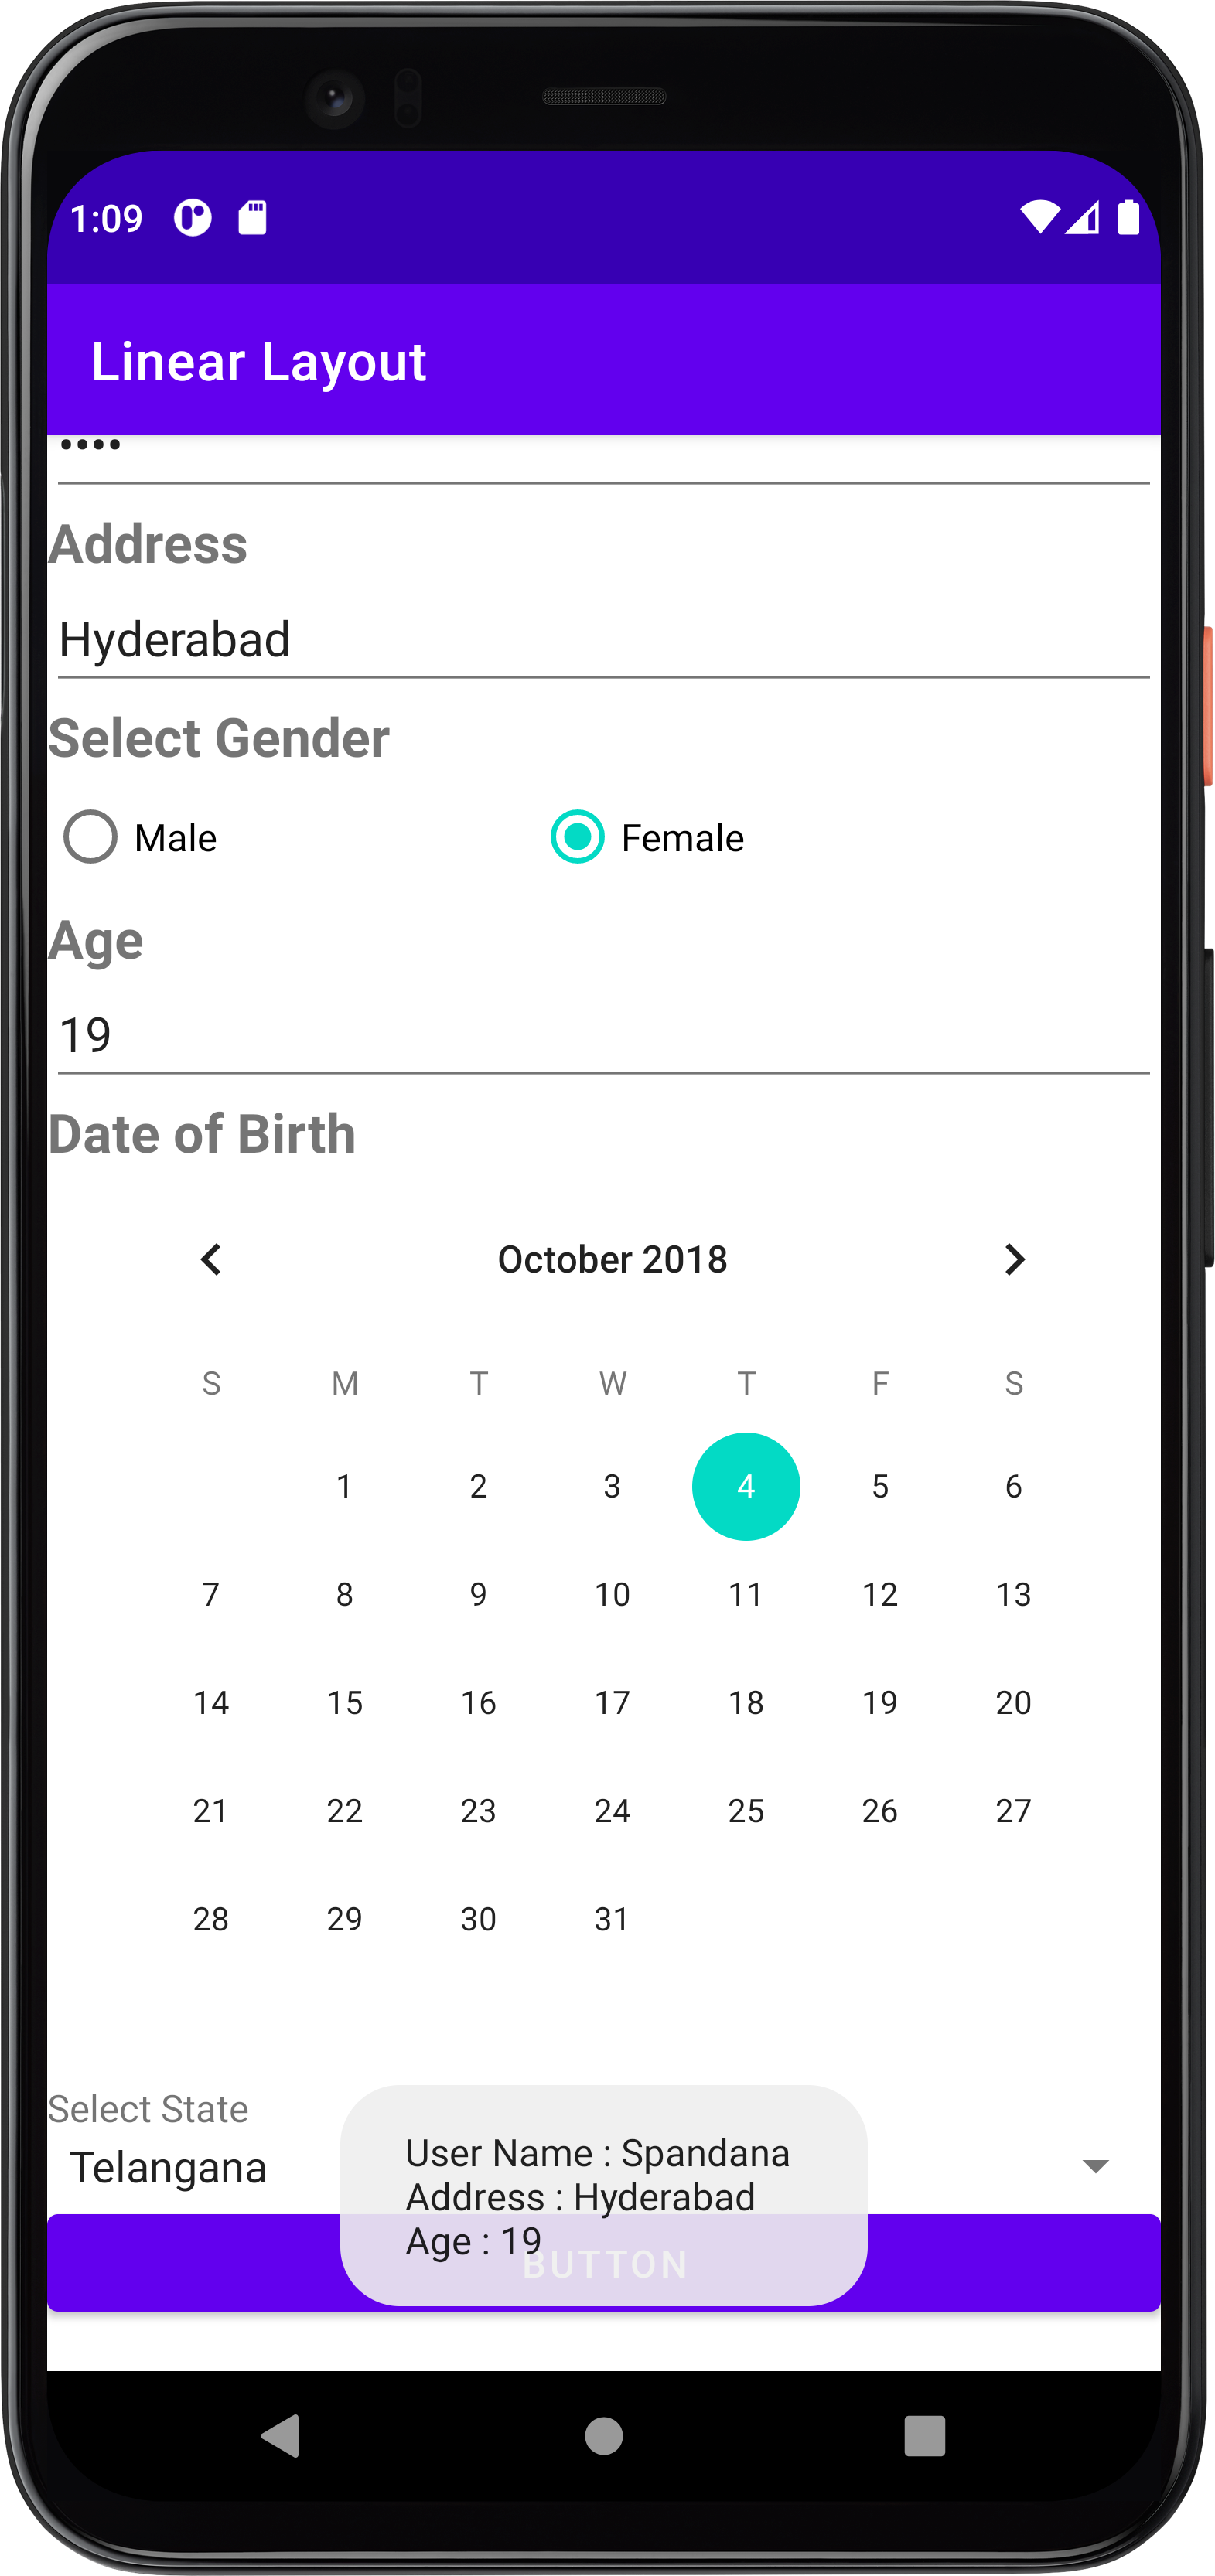 1:09
Linear Layout
••••
Address
Hyderabad
Select Gender
Male Female
Age
19
Date of Birth
October 2018
S M T W T F S
1 2 3 4 5 6
7 8 9 10 11 12 13
14 15 16 17 18 19 20
21 22 23 24 25 26 27
28 29 30 31
Select State
Telangana
User Name : Spandana
Address : Hyderabad
Age : 19
BUTTON